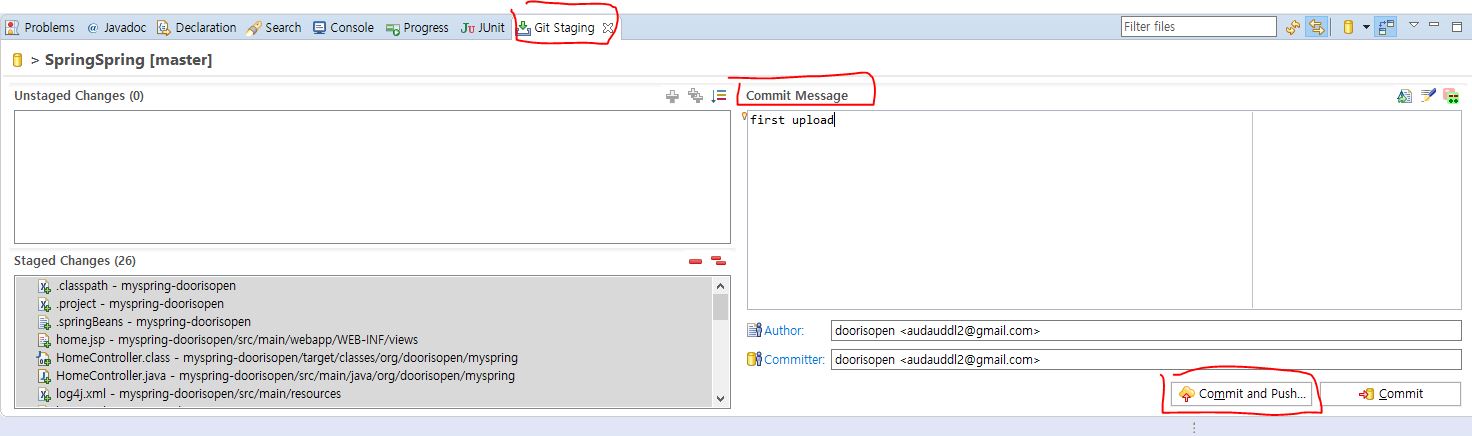 Problems @ Javadoc Declaration Search Console Progress JUnit Git Staging Filter files
> SpringSpring [master]
Unstaged Changes (0)
Commit Message
first upload
Staged Changes (26)
.classpath - myspring-doorisopen
.project - myspring-doorisopen
.springBeans - myspring-doorisopen
home.jsp - myspring-doorisopen/src/main/webapp/WEB-INF/views
HomeController.class - myspring-doorisopen/target/classes/org/doorisopen/myspring
HomeController.java - myspring-doorisopen/src/main/java/org/doorisopen/myspring
log4j.xml - myspring-doorisopen/src/main/resources
Author: doorisopen <audauddl2@gmail.com>
Committer: doorisopen <audauddl2@gmail.com>
Commit and Push... Commit